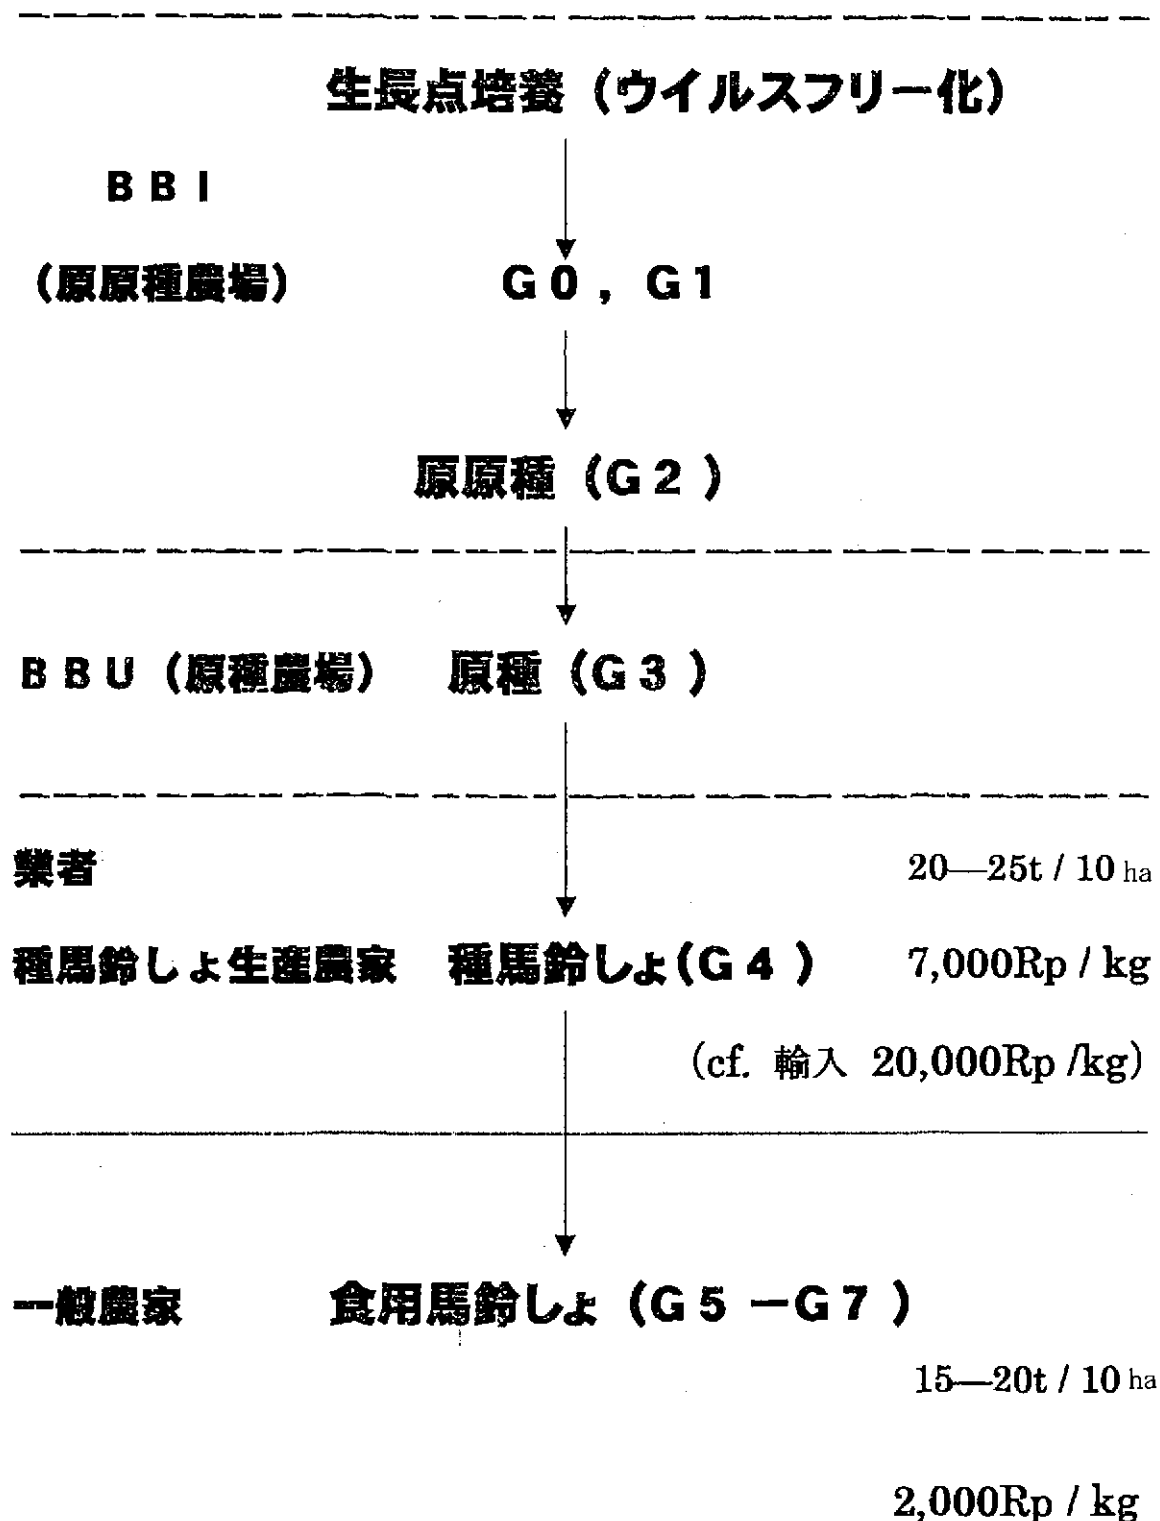 生長点培養（ウイルスフリー化）
ＢＢＩ
（原原種農場） Ｇ０，Ｇ１
原原種（Ｇ２）
ＢＢＵ（原種農場） 原種（Ｇ３）
業者 20—25t / 10 ha
種馬鈴しょ生産農家 種馬鈴しょ（Ｇ４） 7,000Rp / kg
(cf. 輸入 20,000Rp /kg)
一般農家 食用馬鈴しょ（Ｇ５－Ｇ７）
15—20t / 10 ha
2,000Rp / kg